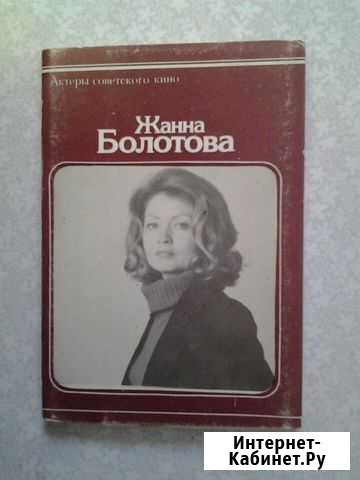 Актеры советского кино
Жанна
БОЛОТОВА
Интернет-
Кабинет.Ру